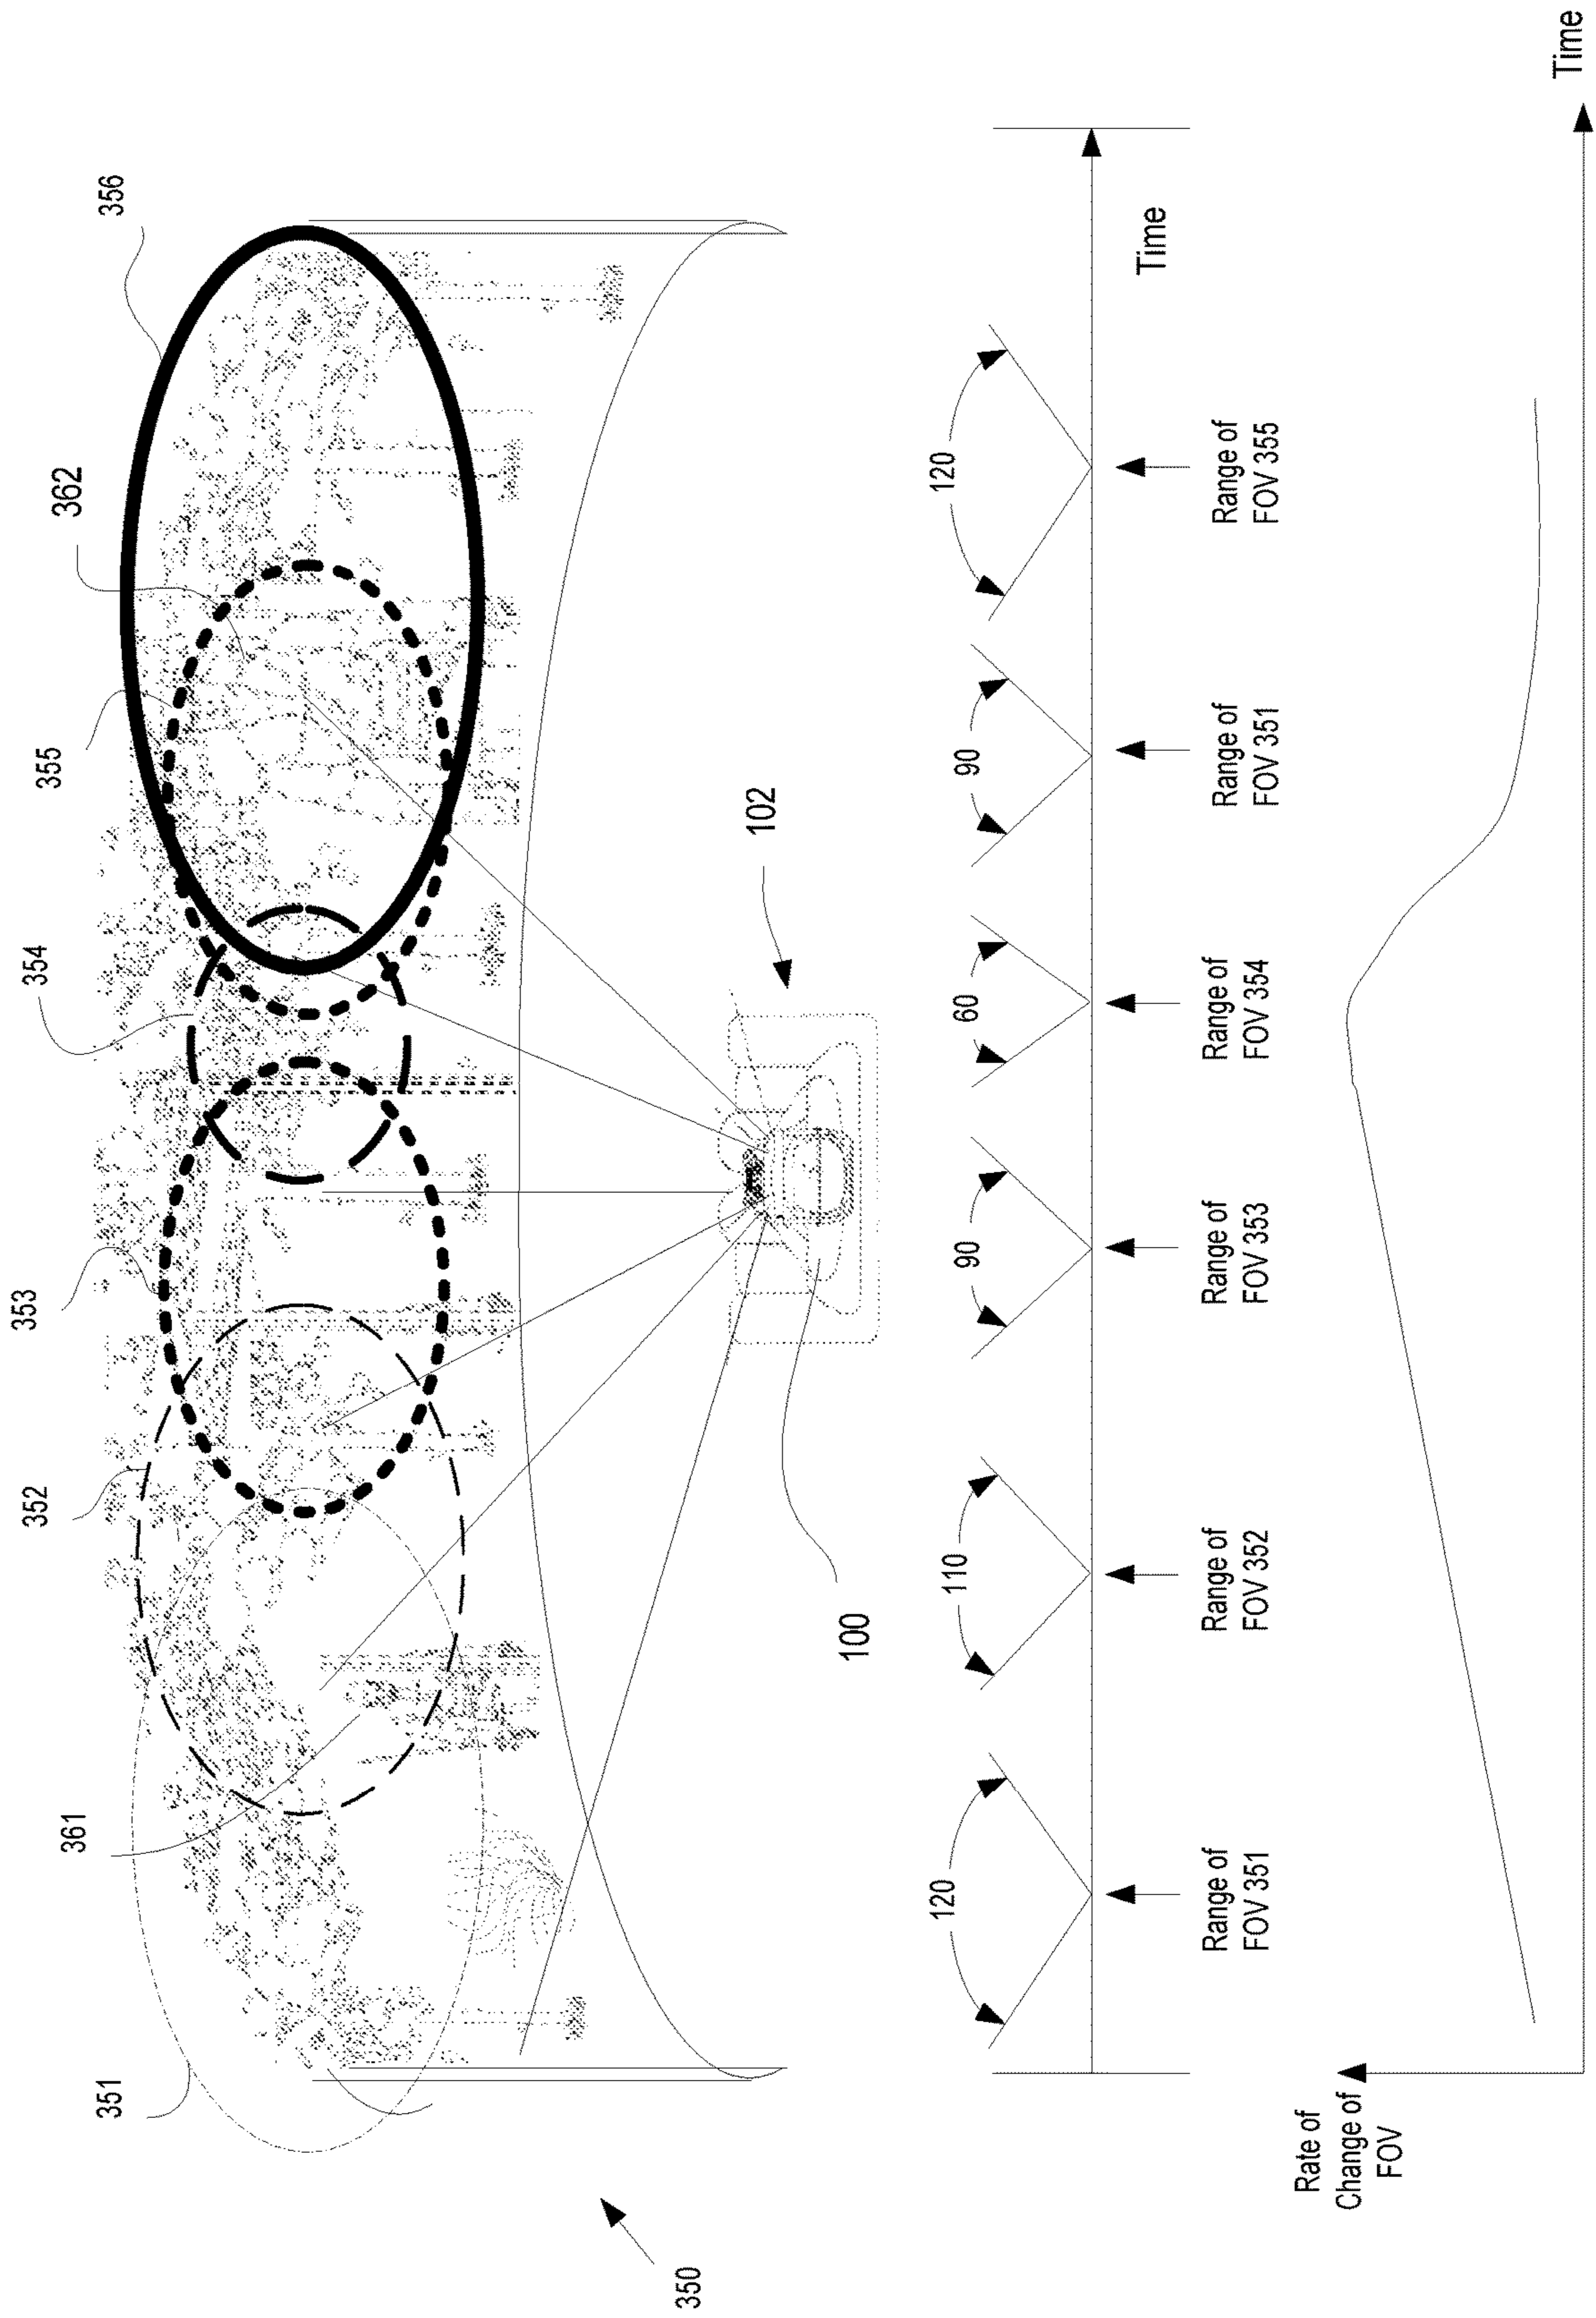 351
352
353
354
355
356
361
362
350
100
102
120
110
90
60
90
120
Time
Range of
FOV 351
Range of
FOV 352
Range of
FOV 353
Range of
FOV 354
Range of
FOV 351
Range of
FOV 355
Rate of
Change of
FOV
Time